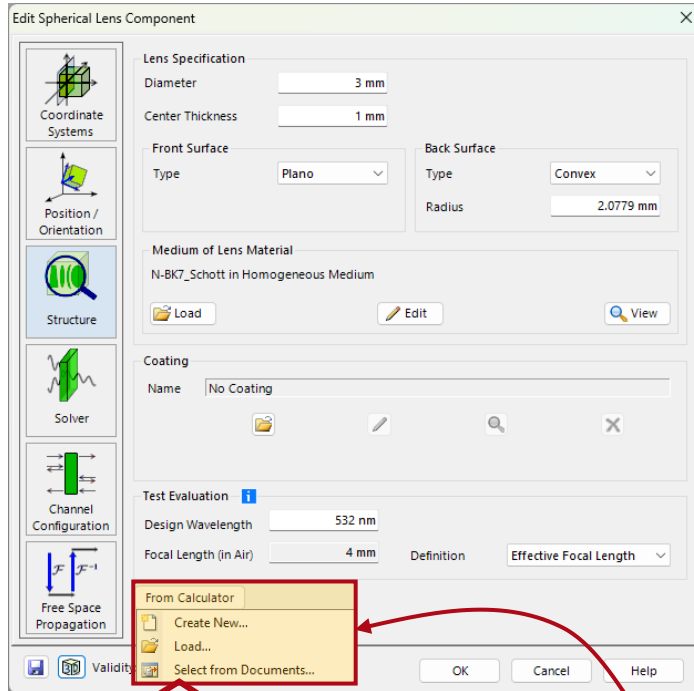 Edit Spherical Lens Component
Coordinate
Systems
Position /
Orientation
Structure
Solver
Channel
Configuration
F F-1
Free Space
Propagation
Lens Specification
Diameter 3 mm
Center Thickness 1 mm
Front Surface
Type Plano
Back Surface
Type Convex
Radius 2.0779 mm
Medium of Lens Material
N-BK7_Schott in Homogeneous Medium
Load Edit View
Coating
Name No Coating
Test Evaluation i
Design Wavelength 532 nm
Focal Length (in Air) 4 mm Definition Effective Focal Length
From Calculator
Create New...
Load...
Select from Documents...
3D Validity
OK Cancel Help